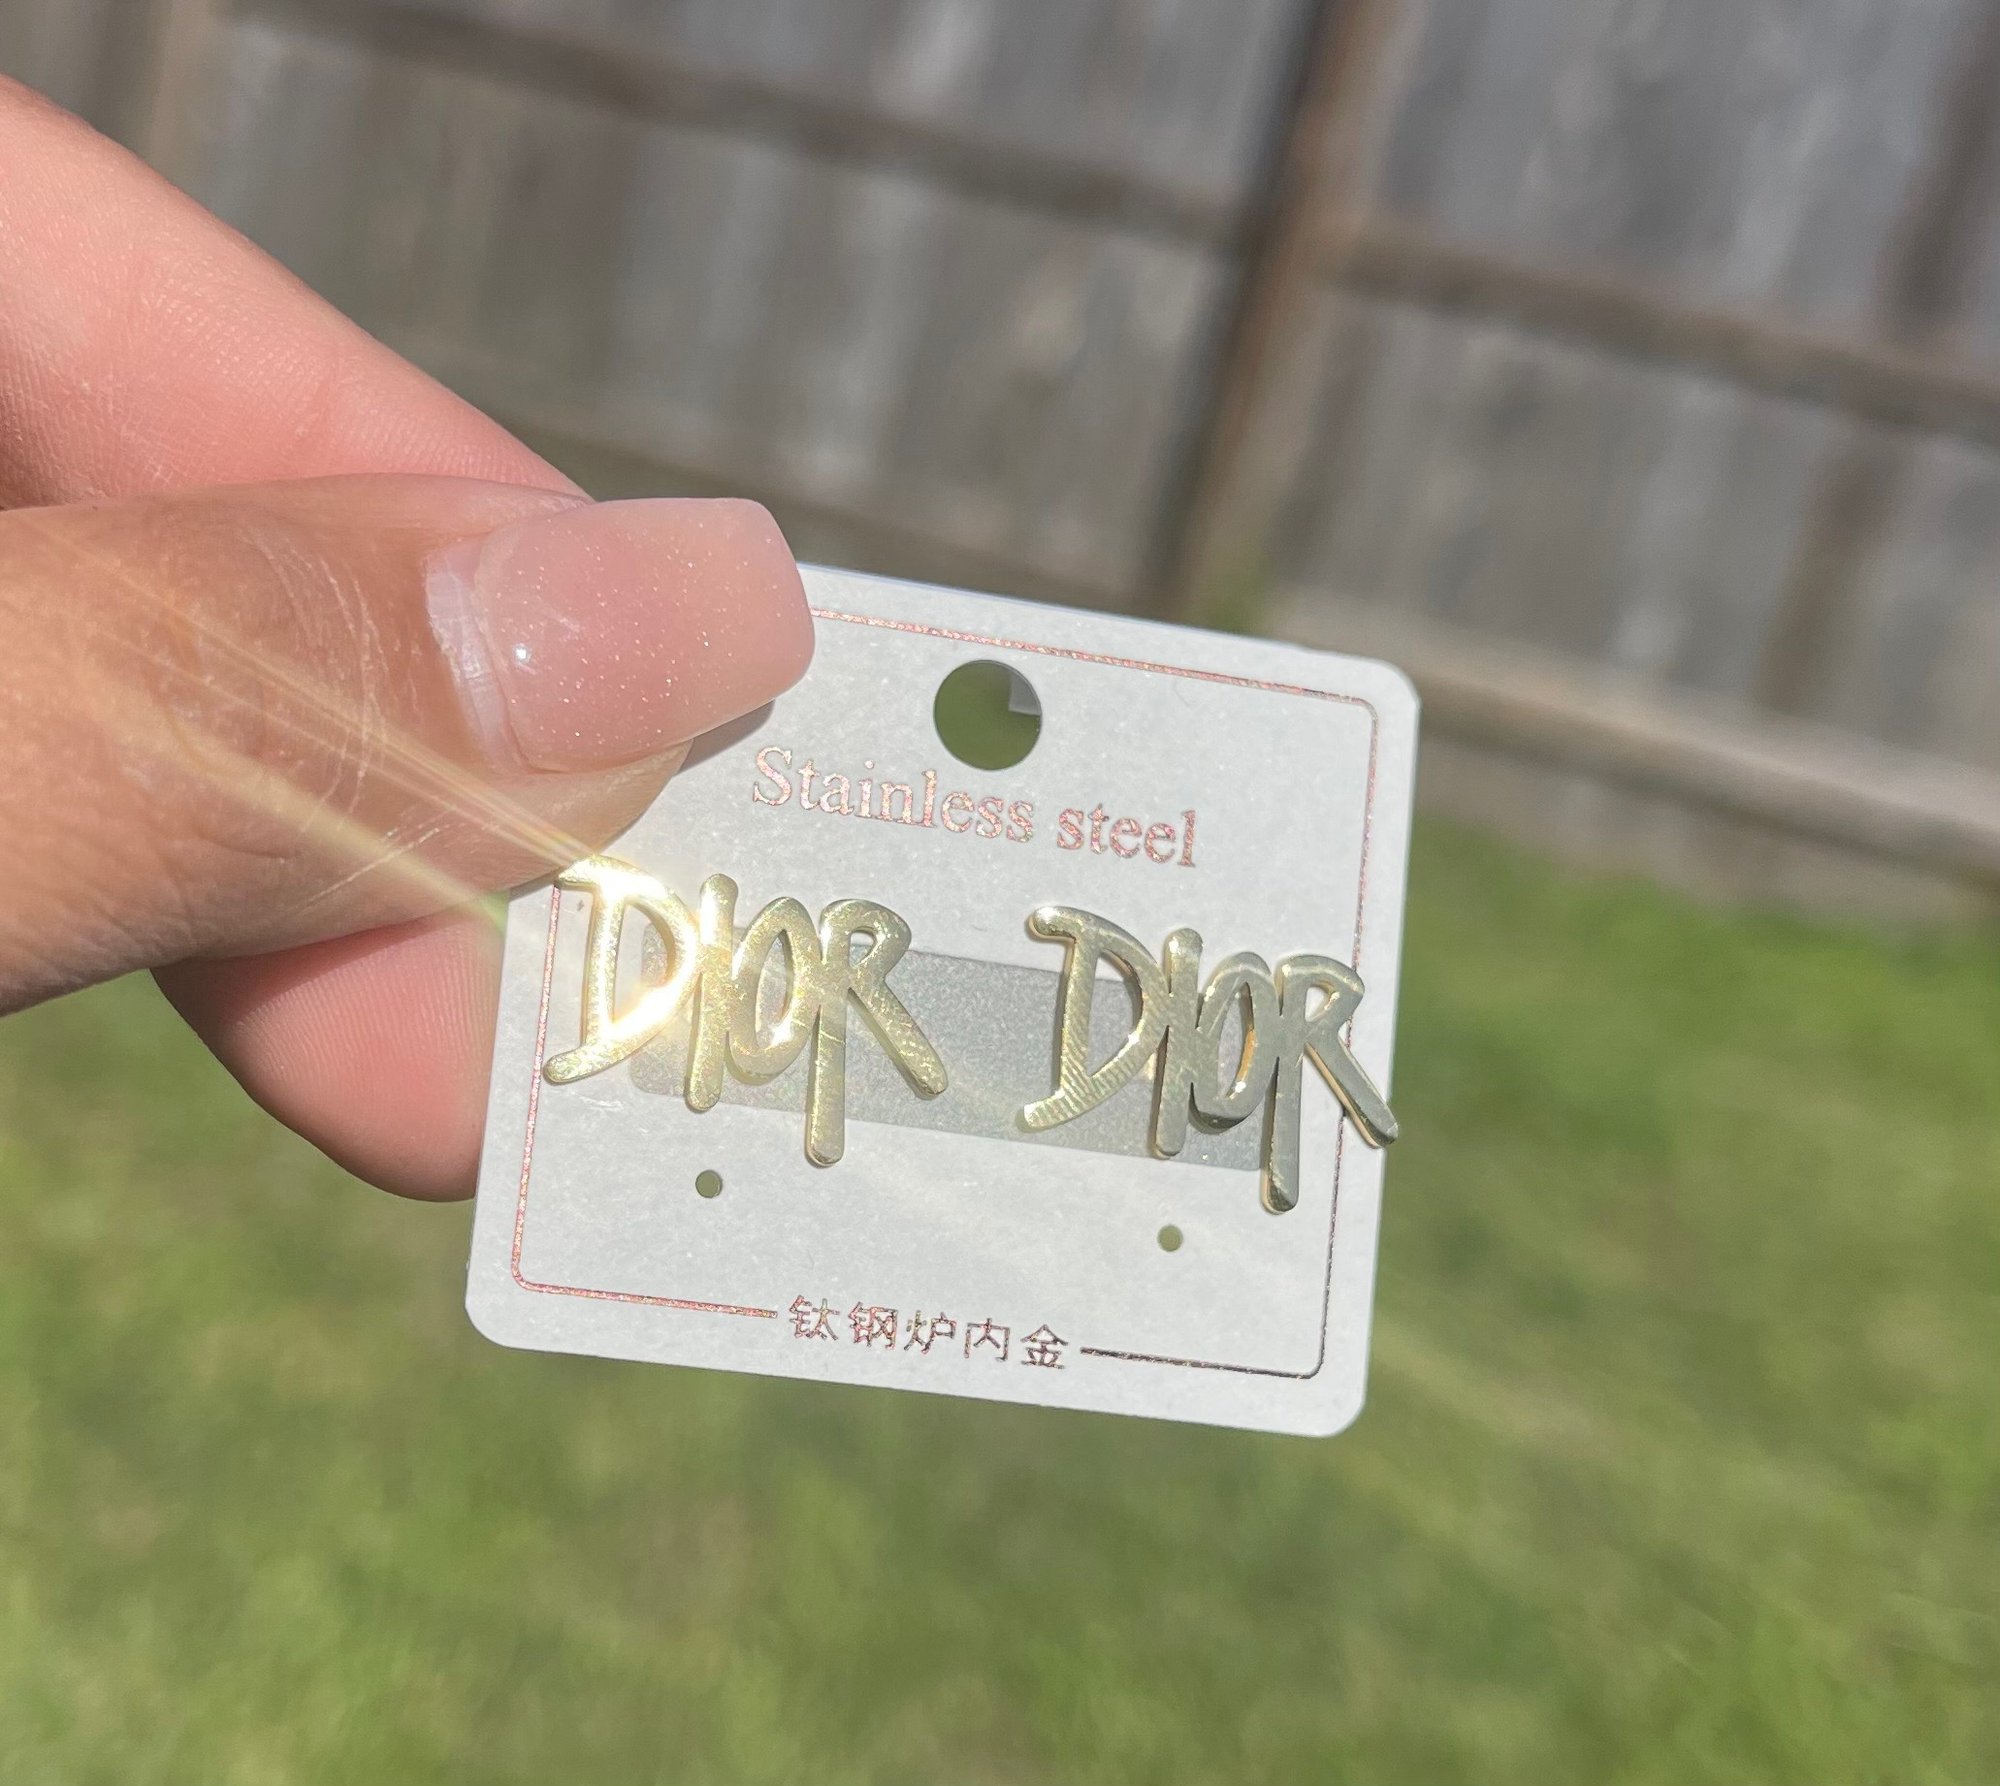 Stainless steel
DIOR DIOR
钛钢炉内金